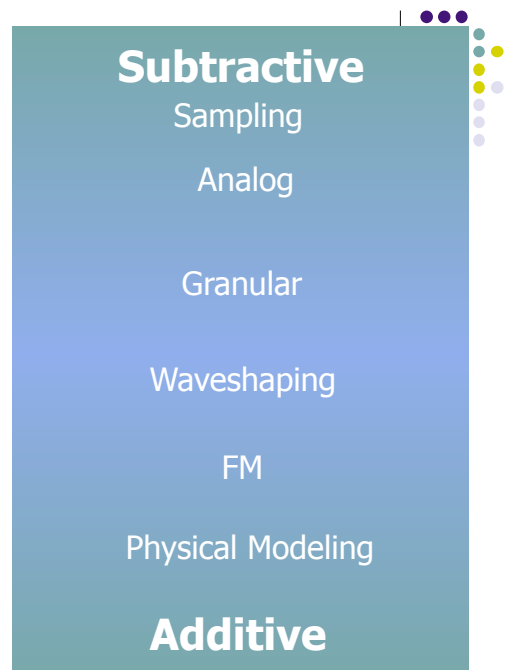 Subtractive
Sampling
Analog
Granular
Waveshaping
FM
Physical Modeling
Additive